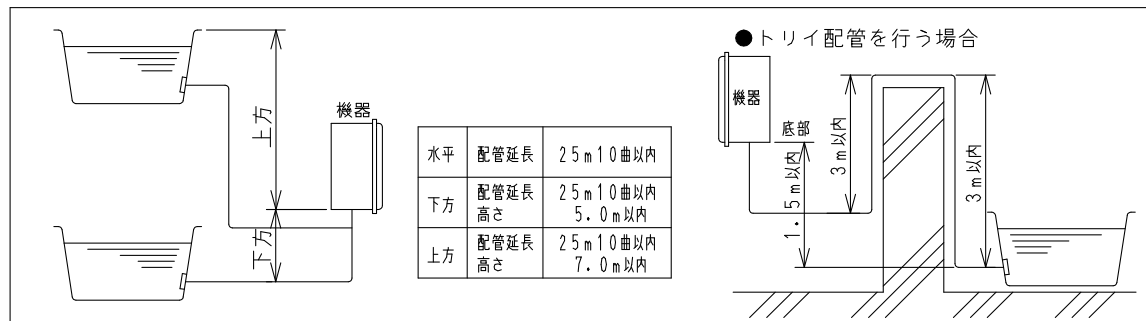 上方
下方
機器
水平 配管延長 25m10曲以内
下方 配管延長 25m10曲以内
高さ 5.0m以内
上方 配管延長 25m10曲以内
高さ 7.0m以内
●トリイ配管を行う場合
機器
底部
1.5m以内
3m以内
3m以内